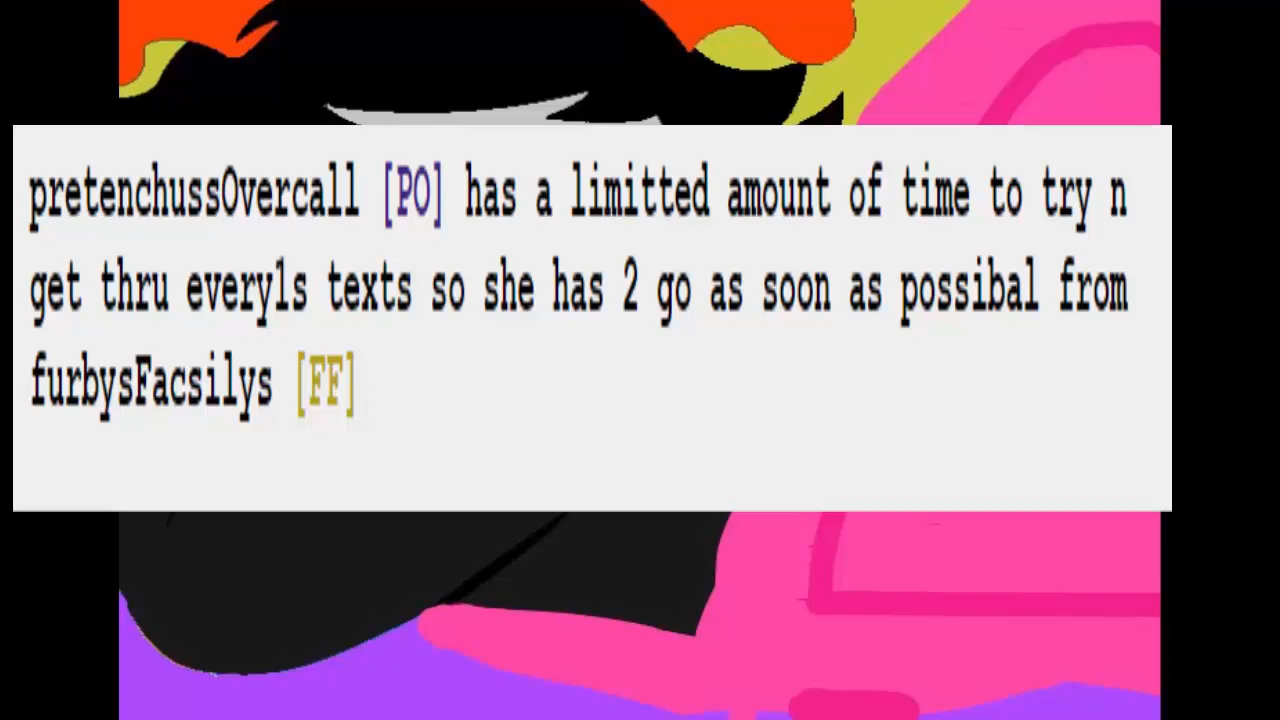 pretenchussOvercall [PO] has a limitted amount of time to try n
get thru every1s texts so she has 2 go as soon as possibal from
furbysFacsilys [FF]